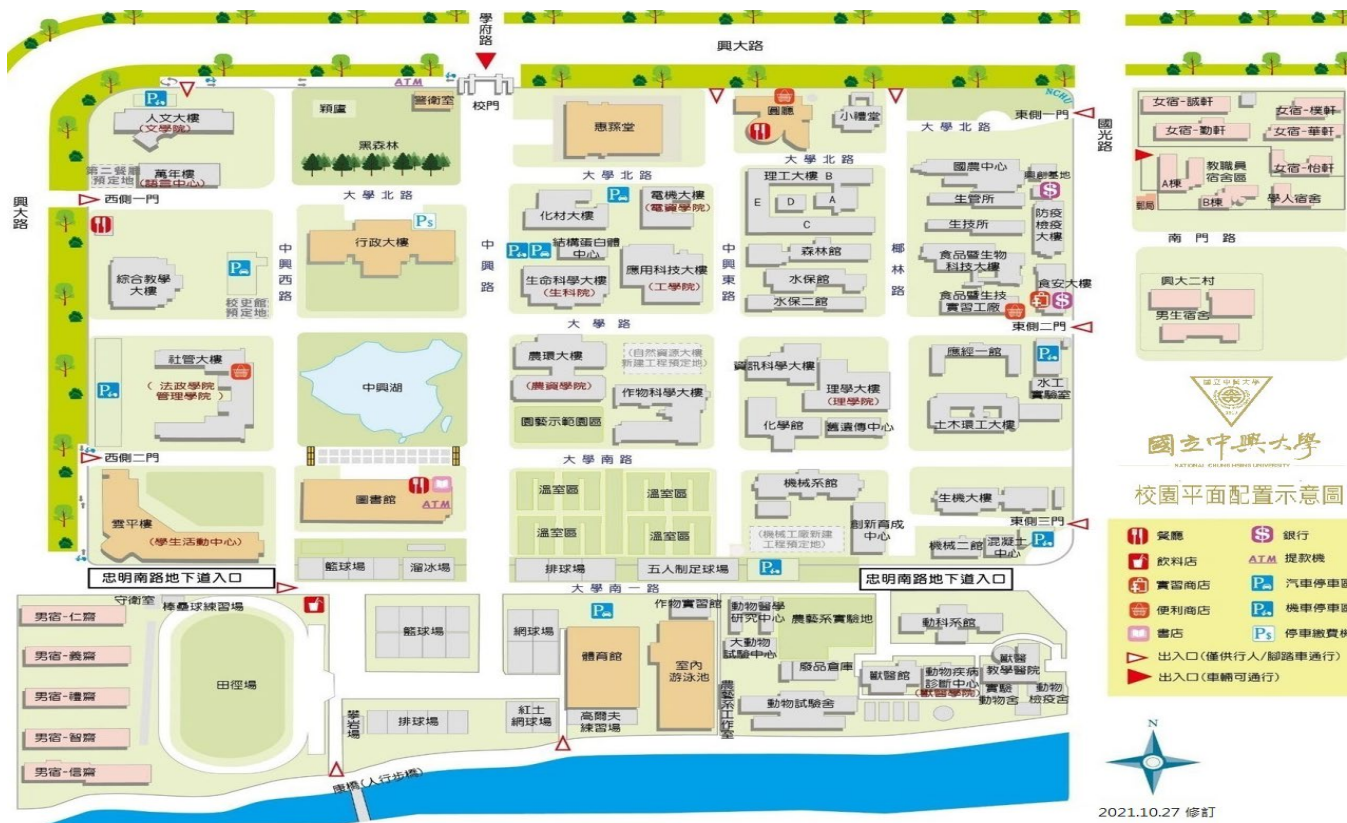 學府路
興大路
校門
ATM
警衛室
穎廬
黑森林
人文大樓
(文學院)
第二餐廳
預定地
萬年樓
(語言中心)
西側一門
興大路
大學北路
惠蓀堂
圓廳
小禮堂
大學北路
東側一門
NCHU
國光路
大學北路
大學北路
女宿-誠軒
女宿-樸軒
女宿-勤軒
女宿-華軒
女宿-怡軒
教職員
宿舍區
A棟
B棟
學人宿舍
郵局
南門路
興大二村
男生宿舍
中興西路
行政大樓
Ps
中興路
綜合教學
大樓
校史館
預定地
化材大樓
電機大樓
(電資學院)
結構蛋白體
中心
生命科學大樓
(生科院)
應用科技大樓
(工學院)
中興東路
理工大樓 B
E
D
A
C
森林館
水保館
水保二館
椰林路
國農中心
興創基地
生管所
生技所
防疫
檢疫
大樓
食品暨生物
科技大樓
食安大樓
食品暨生技
實習工廠
大學路
東側二門
社管大樓
(法政學院
管理學院)
中興湖
農環大樓
(農資學院)
(自然資源大樓
新建工程預定地)
作物科學大樓
園藝示範園區
資訊科學大樓
理學大樓
(理學院)
化學館
舊遺傳中心
應經一館
水工
實驗室
土木環工大樓
西側二門
大學南路
雲平樓
(學生活動中心)
圖書館
ATM
溫室區
溫室區
溫室區
溫室區
機械系館
(機械工廠新建
工程預定地)
創新育成
中心
生機大樓
東側三門
機械二館
混凝土
中心
籃球場
溜冰場
排球場
五人制足球場
忠明南路地下道入口
大學南一路
忠明南路地下道入口
守衛室
棒壘球練習場
男宿-仁齋
男宿-義齋
男宿-禮齋
男宿-智齋
男宿-信齋
田徑場
籃球場
網球場
體育館
作物實習館
室內
游泳池
攀岩場
排球場
紅土
網球場
高爾夫
練習場
農藝系工作室
動物醫學
研究中心
大動物
試驗中心
農藝系實驗地
廢品倉庫
動物試驗舍
動科系館
獸醫館
動物疾病
診斷中心
(獸醫學院)
獸醫
教學醫院
實驗
動物舍
動物
檢疫舍
康橋(人行步橋)
國立中興大學
國立中興大學
NATIONAL CHUNG HSING UNIVERSITY
校園平面配置示意圖
餐廳
銀行
飲料店
ATM 提款機
實習商店
汽車停車區
便利商店
機車停車區
書店
Ps 停車繳費機
出入口(僅供行人/腳踏車通行)
出入口(車輛可通行)
N
2021.10.27 修訂